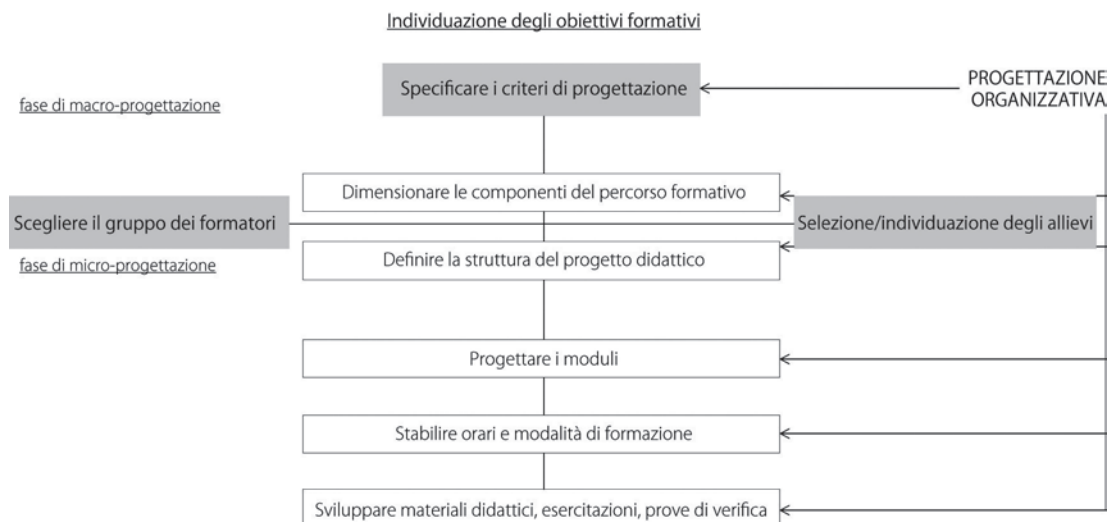 Individuazione degli obiettivi formativi
Specificare i criteri di progettazione
PROGETTAZIONE
ORGANIZZATIVA
fase di macro-progettazione
Dimensionare le componenti del percorso formativo
Scegliere il gruppo dei formatori
Selezione/individuazione degli allievi
Definire la struttura del progetto didattico
fase di micro-progettazione
Progettare i moduli
Stabilire orari e modalità di formazione
Sviluppare materiali didattici, esercitazioni, prove di verifica